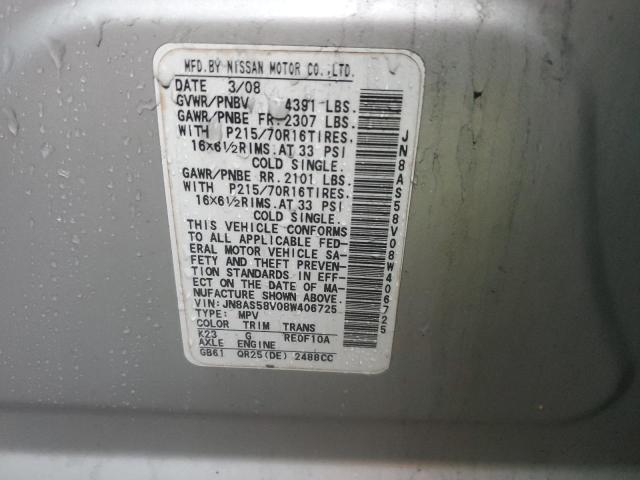 MFD.BY NISSAN MOTOR CO.,LTD.
DATE 3/08
GVWR/PNBV 4391 LBS.
GAWR/PNBE FR 2307 LBS.
WITH P215/70R16TIRES.
16×6½RIMS.AT 33 PSI
COLD SINGLE.
GAWR/PNBE RR.2101 LBS.
WITH P215/70R16TIRES.
16×6½RIMS.AT 33 PSI
COLD SINGLE.
THIS VEHICLE CONFORMS
TO ALL APPLICABLE FED-
ERAL MOTOR VEHICLE SA-
FETY AND THEFT PREVEN-
TION STANDARDS IN EFF-
ECT ON THE DATE OF MA-
NUFACTURE SHOWN ABOVE.
VIN:JN8AS58V08W406725
TYPE: MPV
COLOR TRIM TRANS
K23 G RE0F10A
AXLE ENGINE
GB61 QR25(DE) 2488CC
JN8AS58V08W406725